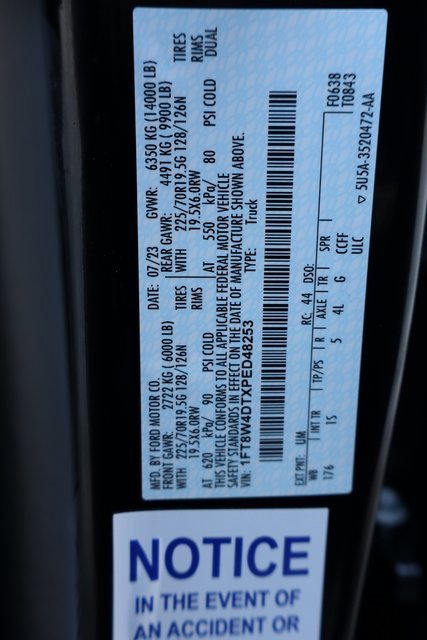 MFD. BY FORD MOTOR CO. DATE: 07/23 GVWR: 6350 KG (14000 LB)
FRONT GAWR: 2722 KG (6000 LB) REAR GAWR: 4491 KG (9900 LB)
WITH 225/70R19.5G 128/126N TIRES WITH 225/70R19.5G 128/126N TIRES
19.5X6.0RW RIMS 19.5X6.0RW RIMS
AT 620 kPa/ 90 PSI COLD AT 550 kPa/ 80 PSI COLD DUAL
THIS VEHICLE CONFORMS TO ALL APPLICABLE FEDERAL MOTOR VEHICLE
SAFETY STANDARDS IN EFFECT ON THE DATE OF MANUFACTURE SHOWN ABOVE.
VIN: 1FT8W4DTXPED48253 TYPE: Truck
F0638
T0843
EXT PNT: UM RC: 44 DSO:
WB INT TR TP/PS R AXLE TR SPR
176 1S 5 4L G CCFF
ULC
▽ 5U5A-3520472-AA
NOTICE
IN THE EVENT OF
AN ACCIDENT OR